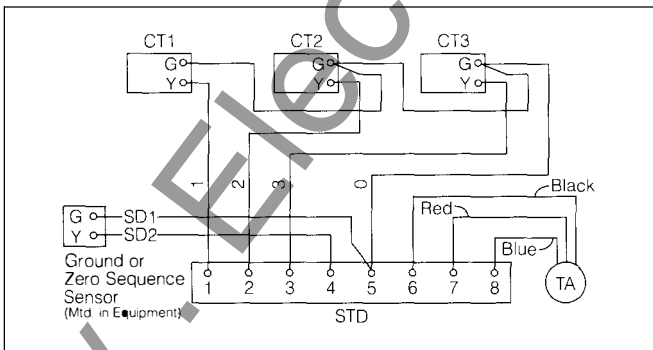 CT1 CT2 CT3
G G G
Y Y Y
1 2 3 0
Black
Red
Blue
G SD1
Y SD2
Ground or
Zero Sequence
Sensor
(Mtd. in Equipment)
1 2 3 4 5 6 7 8
TA
STD
. Elec